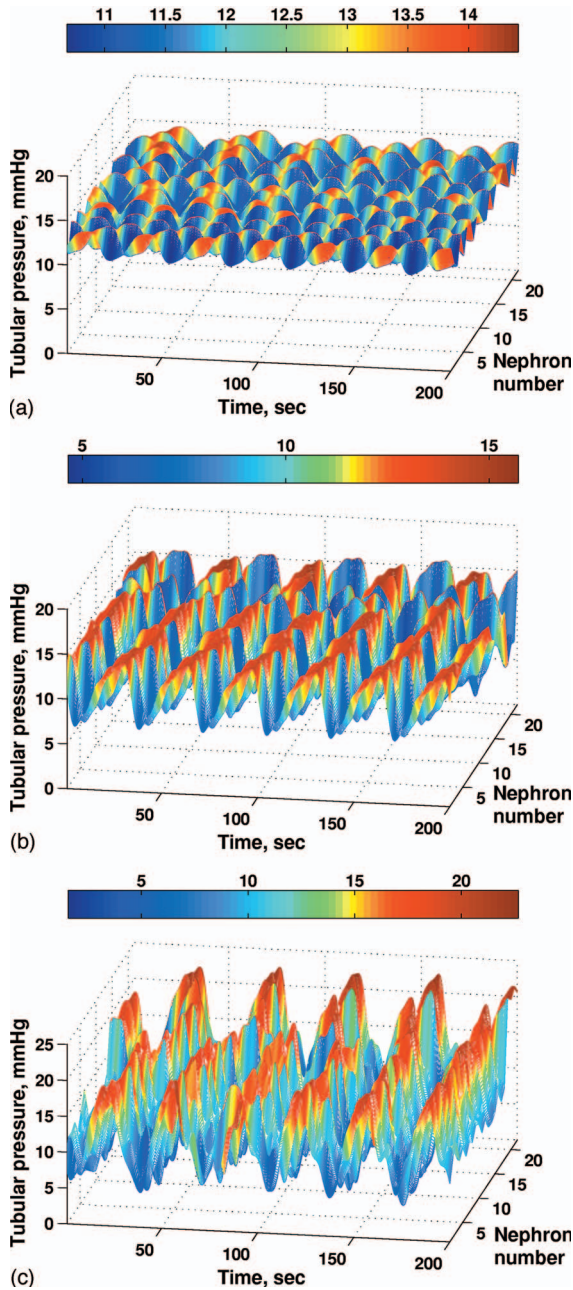 11 11.5 12 12.5 13 13.5 14
Tubular pressure, mmHg
20
15
10
5
0
50 100 150 200
Time, sec
5 10 15 20
Nephron
number
(a)
5 10 15
Tubular pressure, mmHg
20
15
10
5
0
50 100 150 200
Time, sec
5 10 15 20
Nephron
number
(b)
5 10 15 20
Tubular pressure, mmHg
25
20
15
10
5
0
50 100 150 200
Time, sec
5 10 15 20
Nephron
number
(c)